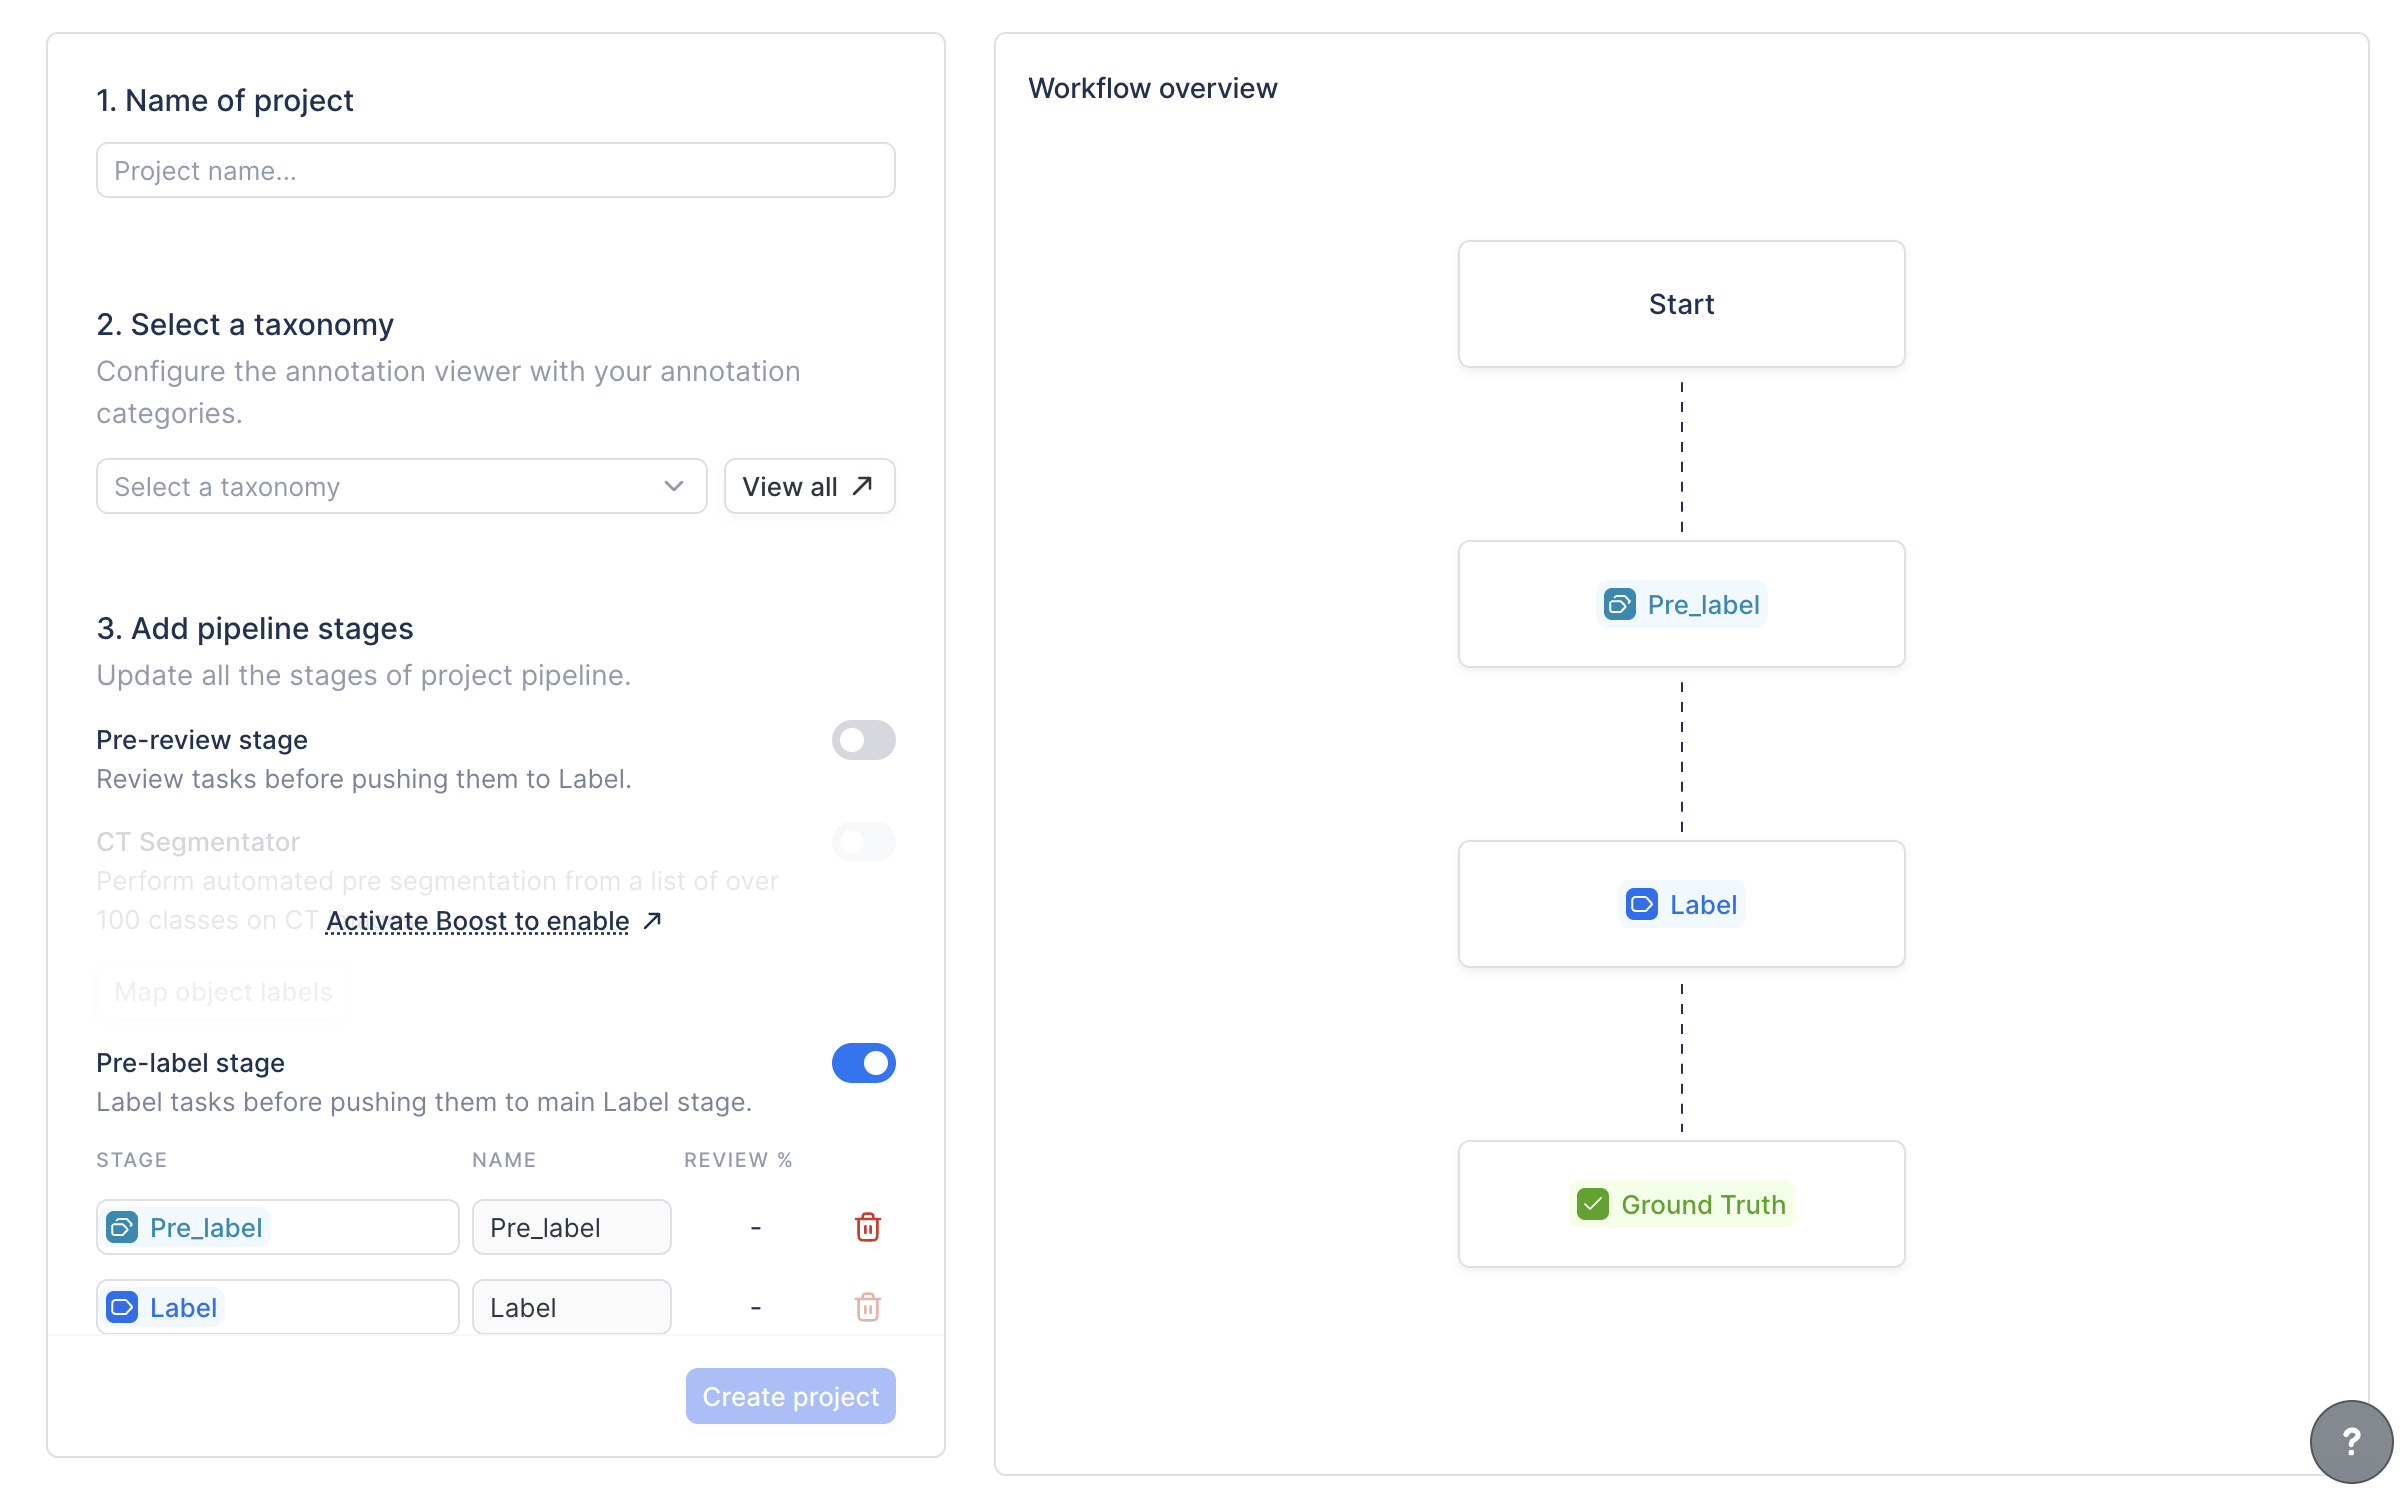 1. Name of project
Project name...
2. Select a taxonomy
Configure the annotation viewer with your annotation
categories.
Select a taxonomy
View all
3. Add pipeline stages
Update all the stages of project pipeline.
Pre-review stage
Review tasks before pushing them to Label.
CT Segmentator
Perform automated pre segmentation from a list of over
100 classes on CT
Activate Boost to enable
Map object labels
Pre-label stage
Label tasks before pushing them to main Label stage.
STAGE NAME REVIEW %
Pre_label Pre_label -
Label Label -
Create project
Workflow overview
Start
Pre_label
Label
Ground Truth
?